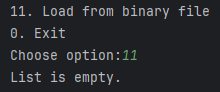 11. Load from binary file
0. Exit
Choose option:11
List is empty.